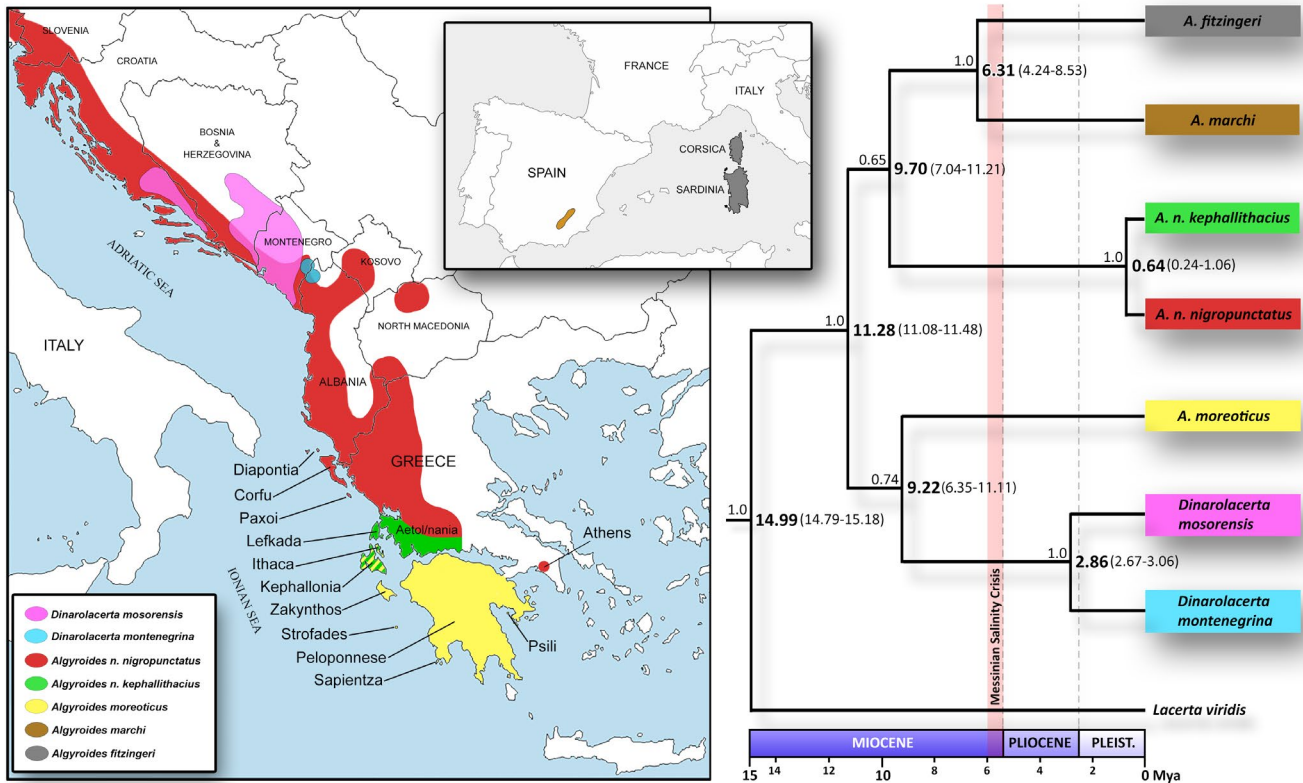 SLOVENIA
CROATIA
BOSNIA
&
HERZEGOVINA
MONTENEGRO
KOSOVO
NORTH MACEDONIA
ADRIATIC SEA
ITALY
ALBANIA
GREECE
Diapontia
Corfu
Paxoi
Lefkada
Aetol/nania
Ithaca
Athens
Kephallonia
Zakynthos
IONIAN SEA
Strofades
Psili
Peloponnese
Sapientza
Dinarolacerta mosorensis
Dinarolacerta montenegrina
Algyroides n. nigropunctatus
Algyroides n. kephallithacius
Algyroides moreoticus
Algyroides marchi
Algyroides fitzingeri
FRANCE
ITALY
CORSICA
SPAIN
SARDINIA
A. fitzingeri
1.0
6.31 (4.24-8.53)
A. marchi
0.65
9.70 (7.04-11.21)
A. n. kephallithacius
1.0
0.64 (0.24-1.06)
A. n. nigropunctatus
1.0
11.28 (11.08-11.48)
A. moreoticus
0.74
9.22 (6.35-11.11)
Dinarolacerta
mosorensis
1.0
14.99 (14.79-15.18)
1.0
2.86 (2.67-3.06)
Dinarolacerta
montenegrina
Messinian Salinity Crisis
Lacerta viridis
MIOCENE PLIOCENE PLEIST.
15 14 12 10 8 6 4 2 0 Mya